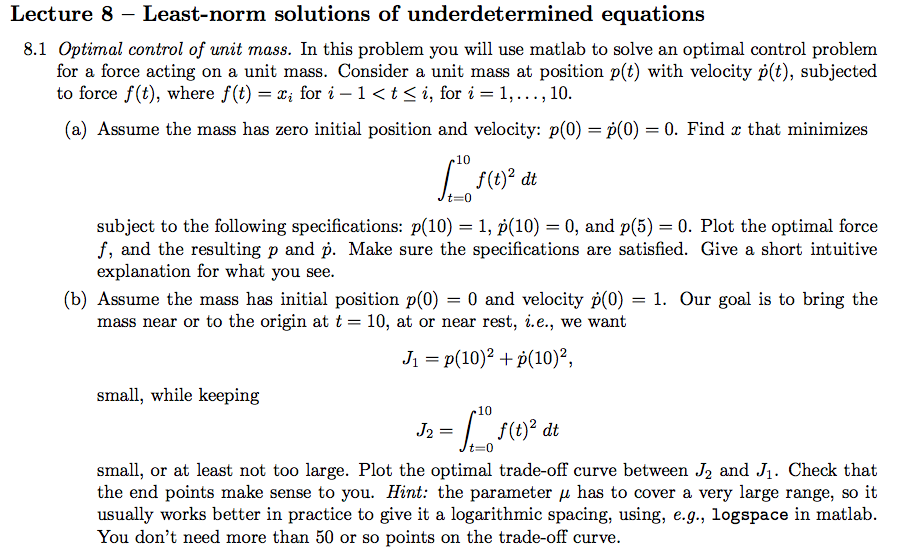 Lecture 8 – Least-norm solutions of underdetermined equations
8.1 Optimal control of unit mass. In this problem you will use matlab to solve an optimal control problem
for a force acting on a unit mass. Consider a unit mass at position p(t) with velocity ṗ(t), subjected
to force f(t), where f(t) = xᵢ for i − 1 < t ≤ i, for i = 1, . . . , 10.
(a) Assume the mass has zero initial position and velocity: p(0) = ṗ(0) = 0. Find x that minimizes
∫_{t=0}^{10} f(t)² dt
subject to the following specifications: p(10) = 1, ṗ(10) = 0, and p(5) = 0. Plot the optimal force
f, and the resulting p and ṗ. Make sure the specifications are satisfied. Give a short intuitive
explanation for what you see.
(b) Assume the mass has initial position p(0) = 0 and velocity ṗ(0) = 1. Our goal is to bring the
mass near or to the origin at t = 10, at or near rest, i.e., we want
J₁ = p(10)² + ṗ(10)²,
small, while keeping
J₂ = ∫_{t=0}^{10} f(t)² dt
small, or at least not too large. Plot the optimal trade-off curve between J₂ and J₁. Check that
the end points make sense to you. Hint: the parameter μ has to cover a very large range, so it
usually works better in practice to give it a logarithmic spacing, using, e.g., logspace in matlab.
You don't need more than 50 or so points on the trade-off curve.